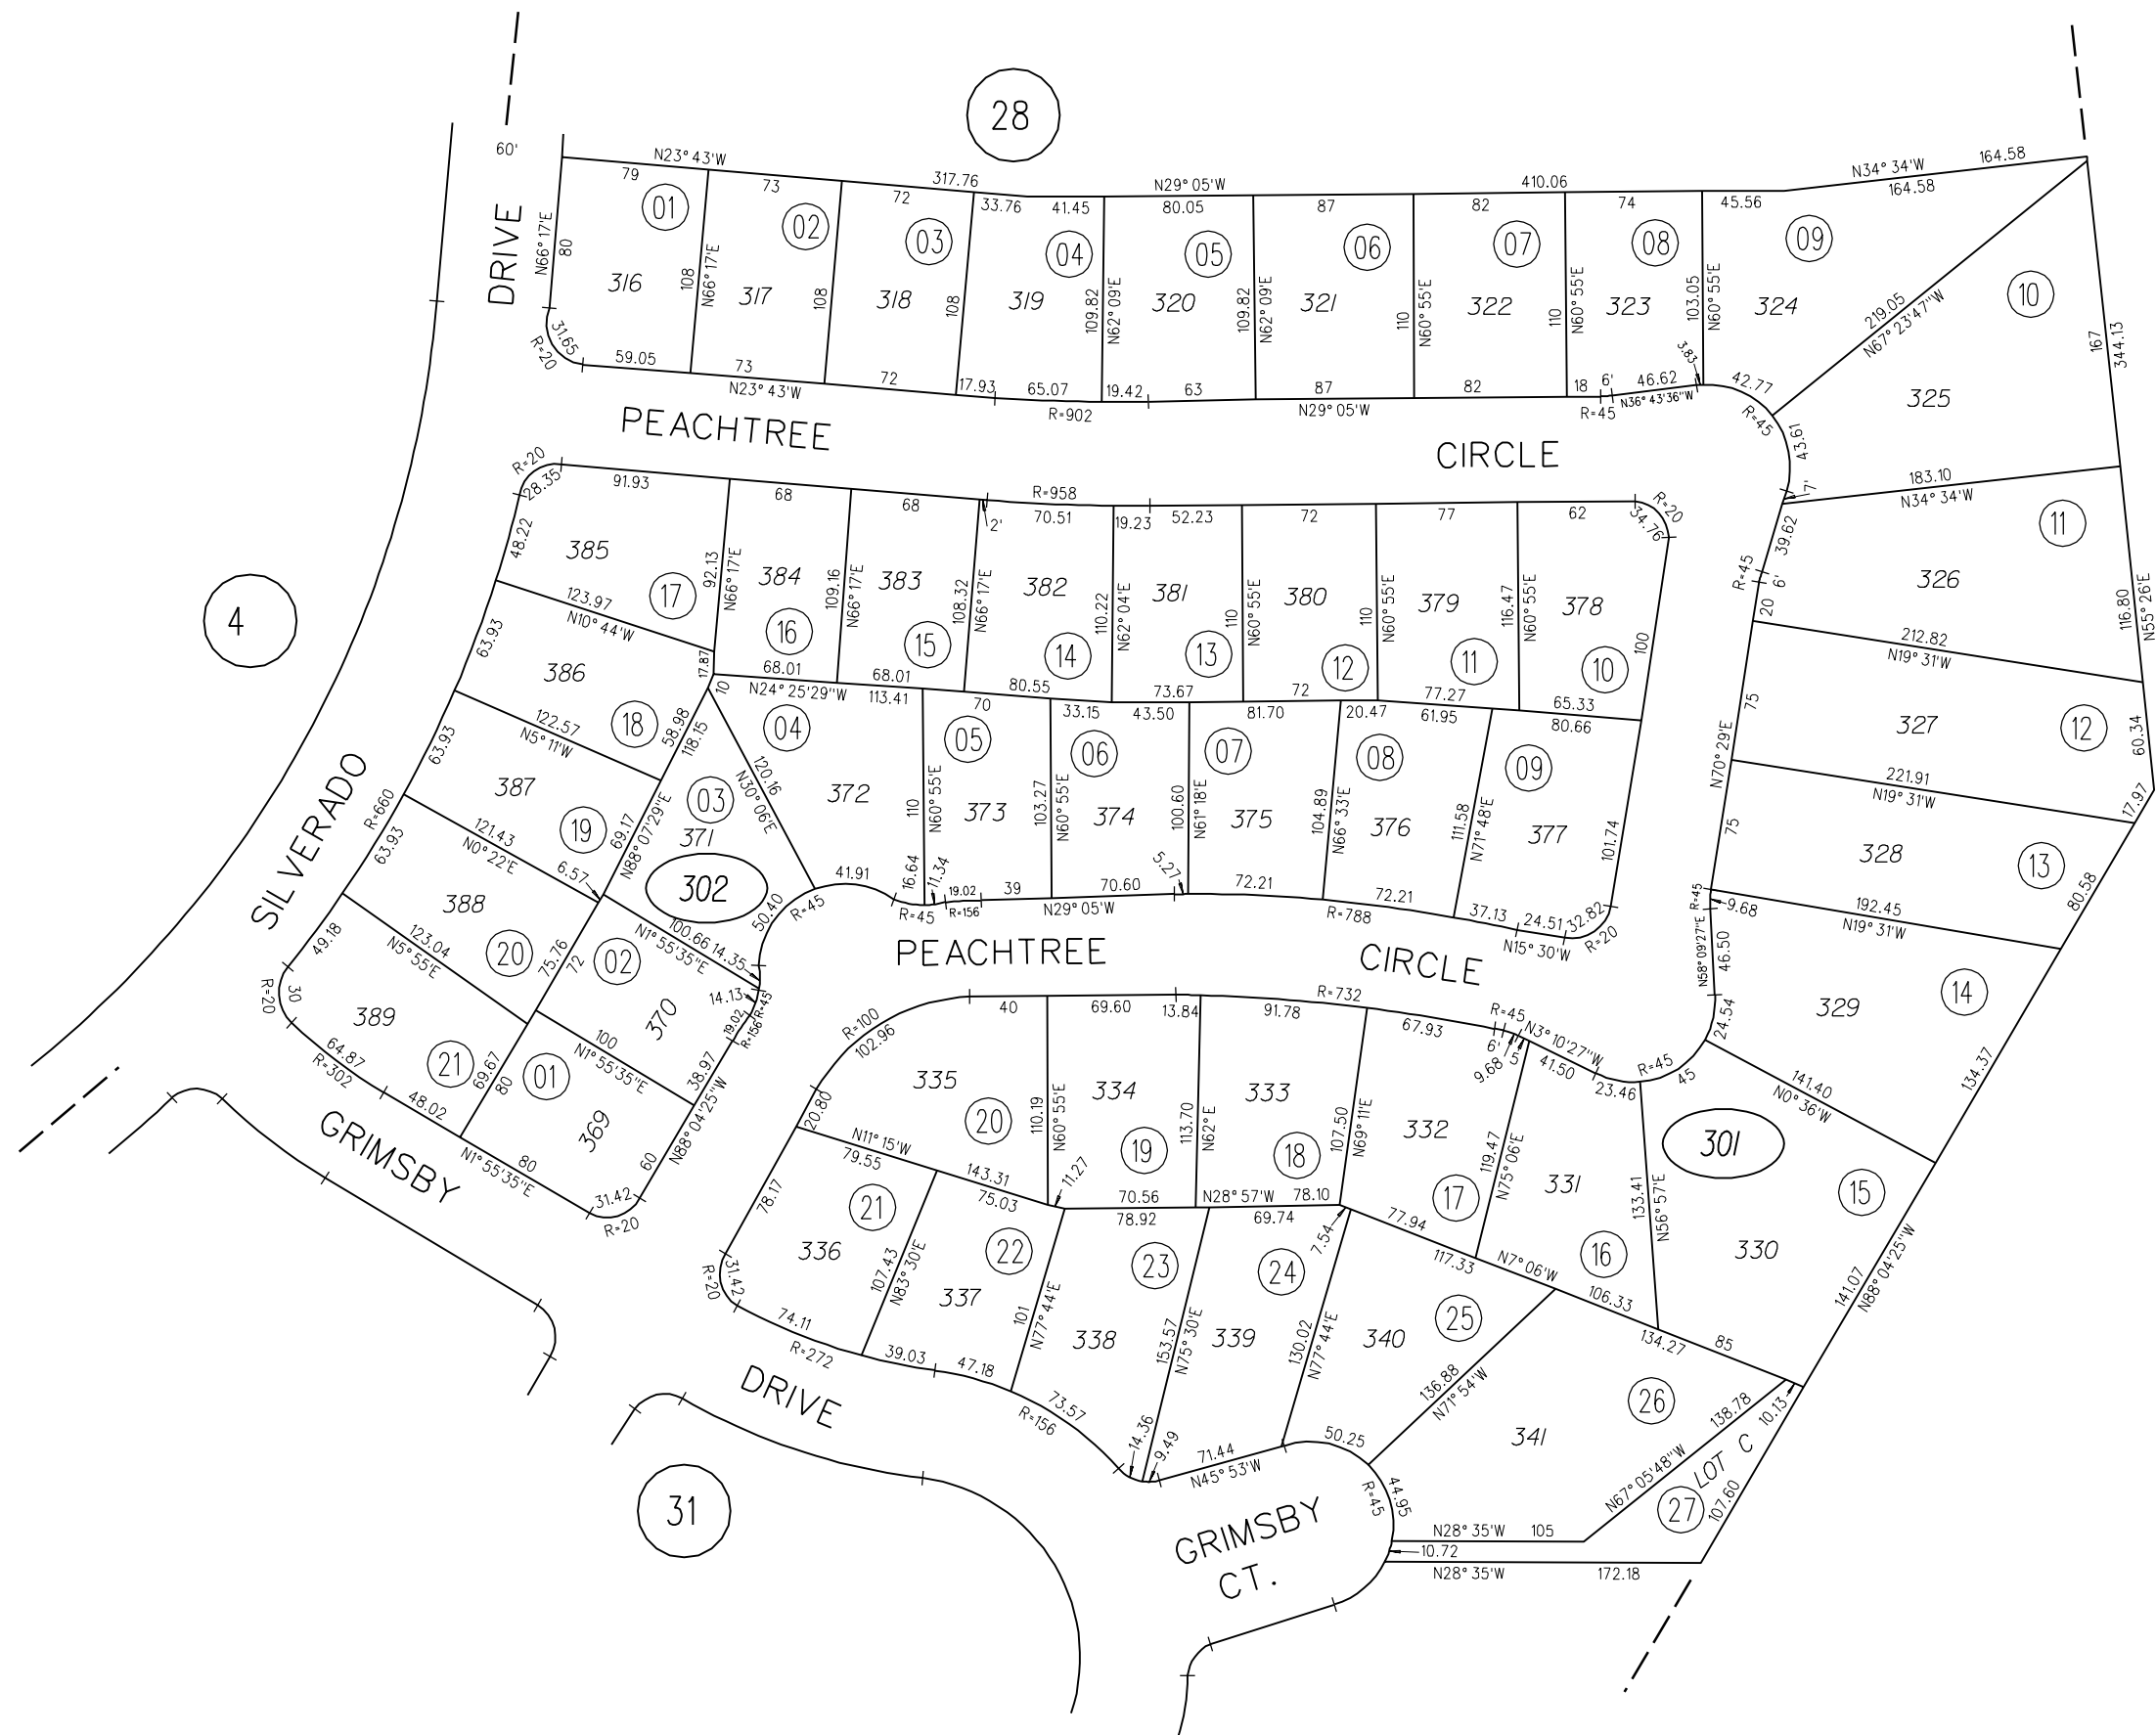 28
4
31
302
301
60'
DRIVE
SILVERADO
PEACHTREE
CIRCLE
PEACHTREE
CIRCLE
GRIMSBY
DRIVE
GRIMSBY
CT.
N23°43'W
317.76
N29°05'W
410.06
N34°34'W
164.58
79
73
72
33.76
41.45
80.05
87
82
74
45.56
164.58
01
02
03
04
05
06
07
08
09
10
316
317
318
319
320
321
322
323
324
325
N66°17'E
80
108
N66°17'E
108
108
109.82
N62°09'E
109.82
N62°09'E
110
N60°55'E
110
N60°55'E
103.05
N60°55'E
219.05
N67°23'47"W
167
344.13
31.65
R=20
59.05
73
N23°43'W
72
17.93
65.07
R=902
19.42
63
87
N29°05'W
82
18
6'
R=45
46.62
N36°43'36"W
3.83
42.77
R=45
43.61
7'
183.10
N34°34'W
11
326
39.62
R=45
6'
20
116.80
N55°26'E
212.82
N19°31'W
327
12
75
N70°29'E
60.34
221.91
N19°31'W
17.97
328
13
75
80.58
192.45
N19°31'W
R=45
9.68
N58°09'27"E
46.50
329
14
24.54
134.37
141.40
N0°36'W
R=45
45
15
330
141.07
N88°04'25"W
R=20
28.35
91.93
68
68
2'
R=958
70.51
19.23
52.23
72
77
62
R=20
34.76
48.22
385
92.13
N66°17'E
384
109.16
N66°17'E
383
108.32
N66°17'E
382
110.22
N62°04'E
381
110
N60°55'E
380
110
N60°55'E
379
116.47
N60°55'E
378
100
17
16
15
14
13
12
11
10
123.97
N10°44'W
17.87
10
68.01
N24°25'29"W
68.01
113.41
80.55
73.67
72
77.27
65.33
63.93
386
18
58.98
118.15
122.57
N5°11'W
63.93
387
19
69.17
N88°07'29"E
R=660
121.43
N0°22'E
6.57
63.93
388
20
75.76
72
123.04
N5°55'E
49.18
R=20
30
389
21
69.67
80
64.87
R=302
48.02
04
03
371
120.16
N30°06'E
372
70
33.15
43.50
81.70
20.47
61.95
80.66
05
06
07
08
09
110
N60°55'E
373
103.27
N60°55'E
374
100.60
N61°18'E
375
104.89
N66°33'E
376
111.58
N71°48'E
377
101.74
41.91
50.40
R=45
16.64
11.34
R=45
19.02
R=156
39
N29°05'W
70.60
5.27
72.21
R=788
72.21
37.13
24.51
N15°30'W
32.82
R=20
100.66
14.35
N1°55'35"E
02
370
14.13
R=45
19.02
R=156
100
N1°55'35"E
38.97
N88°04'25"W
01
369
60
80
N1°55'35"E
31.42
R=20
R=100
102.96
40
69.60
13.84
R=732
91.78
67.93
R=45
6'
9.68
5
N3°10'27"W
41.50
23.46
20.80
335
20
110.19
N60°55'E
334
19
113.70
N62°E
333
18
107.50
N69°11'E
332
17
119.47
N75°06'E
331
16
133.41
N56°57'E
N11°15'W
79.55
143.31
75.03
11.27
70.56
N28°57'W
78.10
78.92
69.74
7.54
77.94
117.33
N7°06'W
106.33
134.27
85
78.17
336
21
R=20
31.42
107.43
N83°30'E
337
22
101
N77°44'E
338
23
153.57
N75°30'E
339
24
130.02
N77°44'E
340
25
136.88
N71°54'W
341
26
138.78
N67°05'48"W
10.13
LOT C
27
107.60
74.11
R=272
39.03
47.18
73.57
R=156
14.36
9.49
71.44
N45°53'W
50.25
44.95
R=45
N28°35'W
105
10.72
N28°35'W
172.18